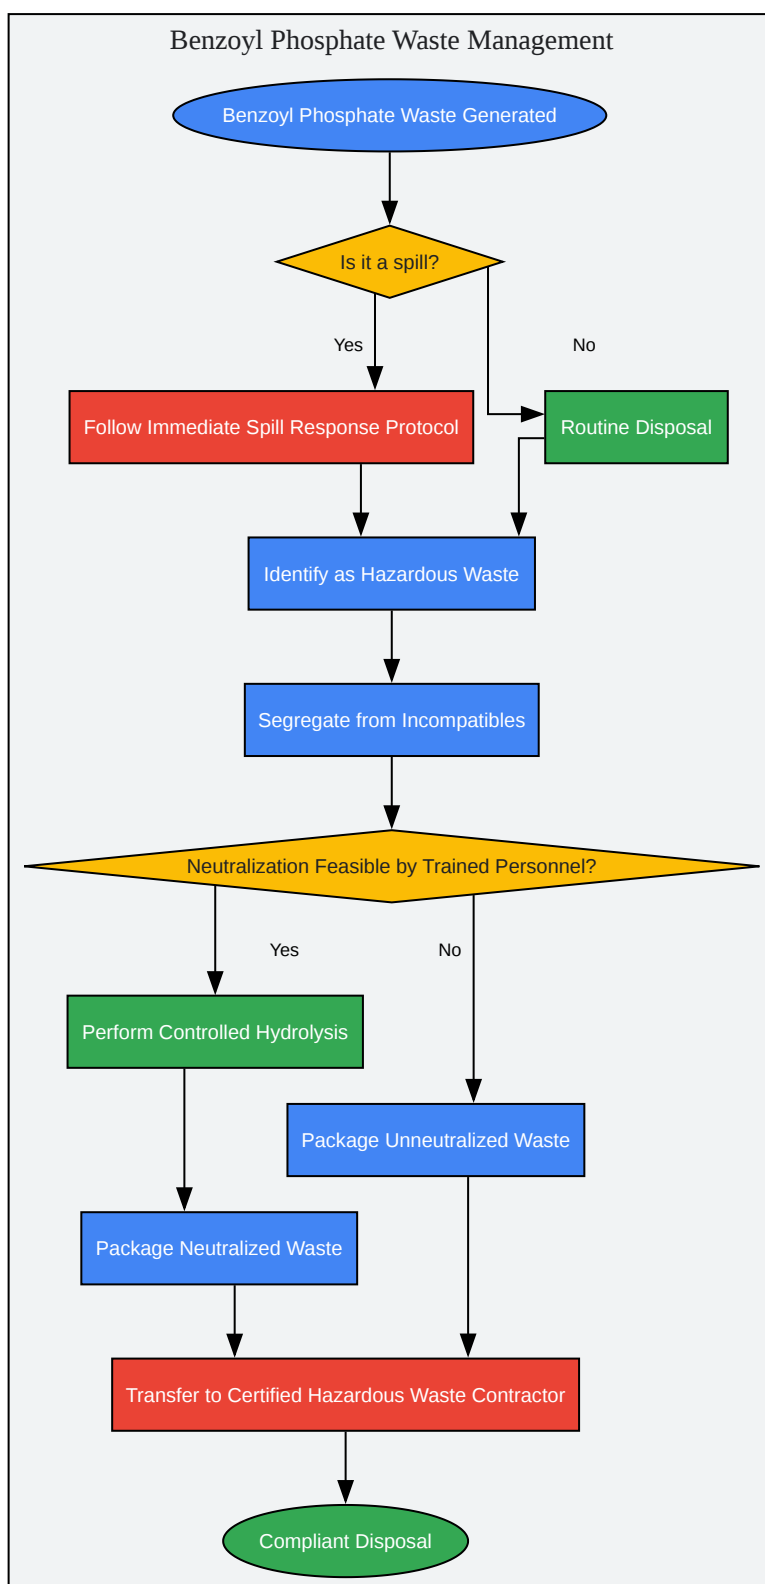 Benzoyl Phosphate Waste Management
Benzoyl Phosphate Waste Generated
Is it a spill?
Yes
No
Follow Immediate Spill Response Protocol
Routine Disposal
Identify as Hazardous Waste
Segregate from Incompatibles
Neutralization Feasible by Trained Personnel?
Yes
No
Perform Controlled Hydrolysis
Package Unneutralized Waste
Package Neutralized Waste
Transfer to Certified Hazardous Waste Contractor
Compliant Disposal